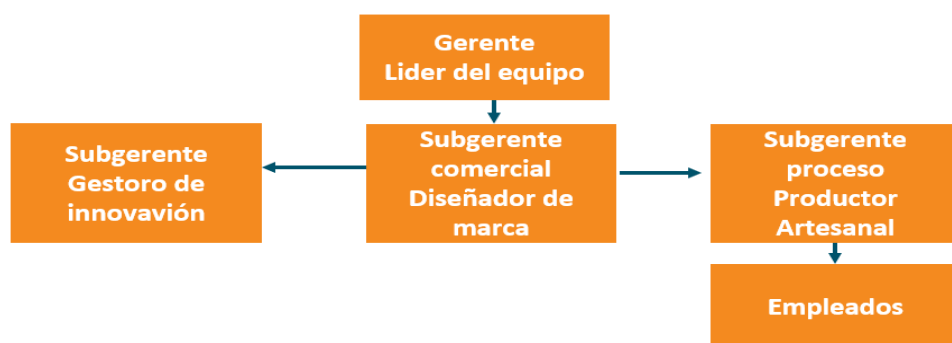 Gerente
Lider del equipo
Subgerente
Gestoro de
innovavión
Subgerente
comercial
Diseñador de
marca
Subgerente
proceso
Productor
Artesanal
Empleados